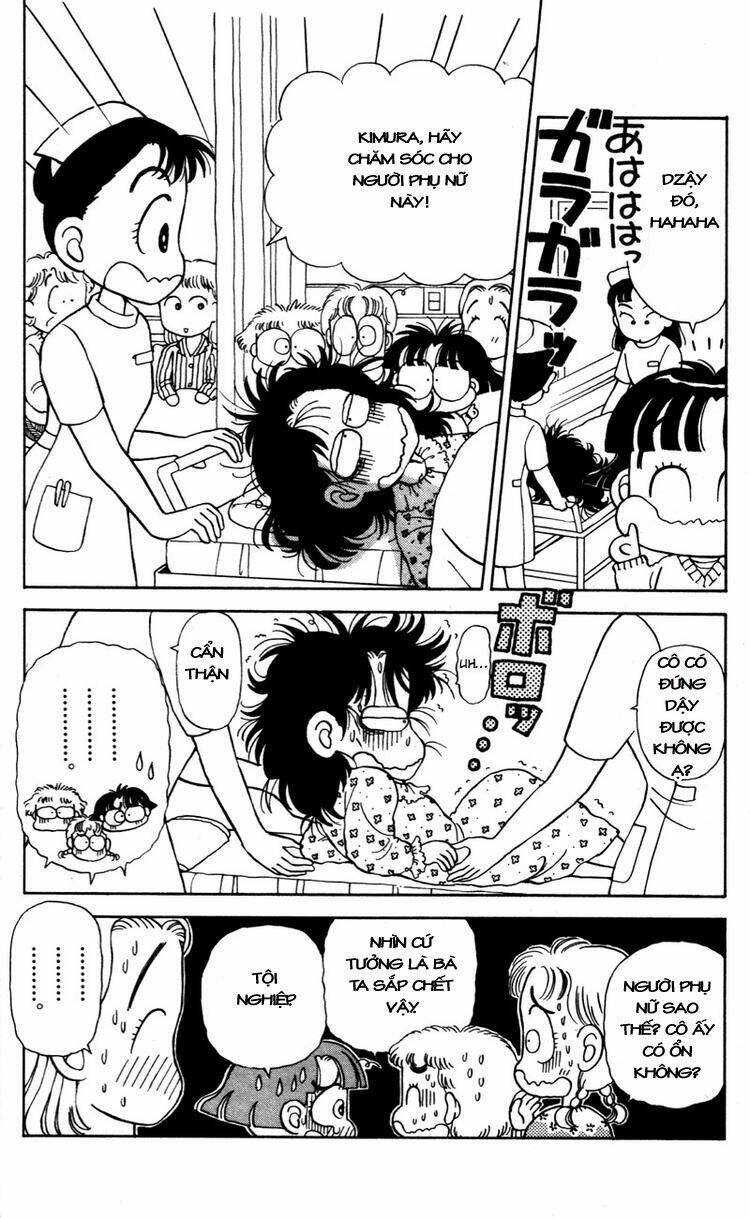 DZẬY
ĐÓ,
HAHAHA
あはははっ
ガラガラッ
KIMURA, HÃY
CHĂM SÓC CHO
NGƯỜI PHỤ NỮ
NÀY!
CÔ CÓ
ĐỨNG
DẬY
ĐƯỢC
KHÔNG
Ạ?
ボロッ...
UH...
CẨN
THẬN
NGƯỜI PHỤ
NỮ SAO
THẾ? CÔ ẤY
CÓ ỔN
KHÔNG?
NHÌN CỨ
TƯỞNG LÀ BÀ
TA SẮP CHẾT
VẬY.
TỘI
NGHIỆP.